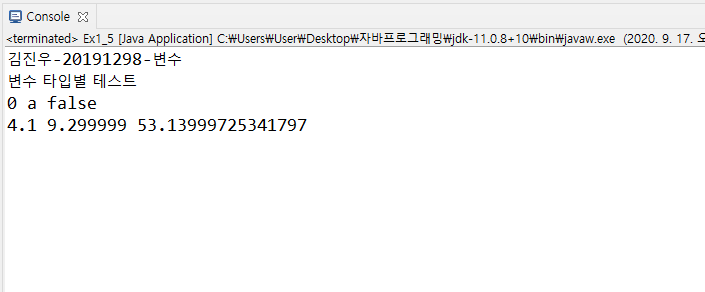 Console
<terminated> Ex1_5 [Java Application] C:₩Users₩User₩Desktop₩자바프로그래밍₩jdk-11.0.8+10₩bin₩javaw.exe (2020. 9. 17. 오
김진우-20191298-변수
변수 타입별 테스트
0 a false
4.1 9.299999 53.13999725341797